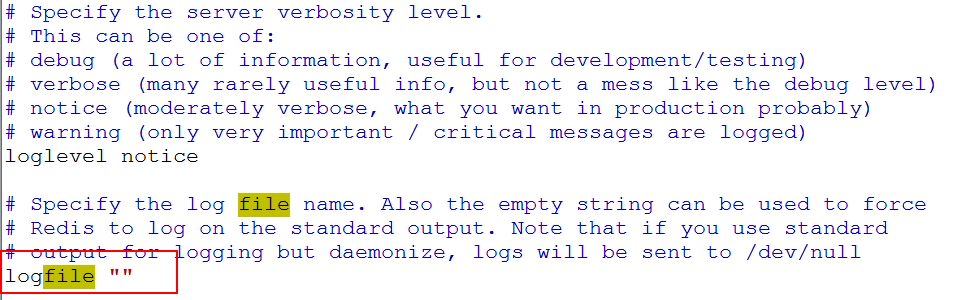 # Specify the server verbosity level.
# This can be one of:
# debug (a lot of information, useful for development/testing)
# verbose (many rarely useful info, but not a mess like the debug level)
# notice (moderately verbose, what you want in production probably)
# warning (only very important / critical messages are logged)
loglevel notice
# Specify the log file name. Also the empty string can be used to force
# Redis to log on the standard output. Note that if you use standard
# output for logging but daemonize, logs will be sent to /dev/null
logfile ""